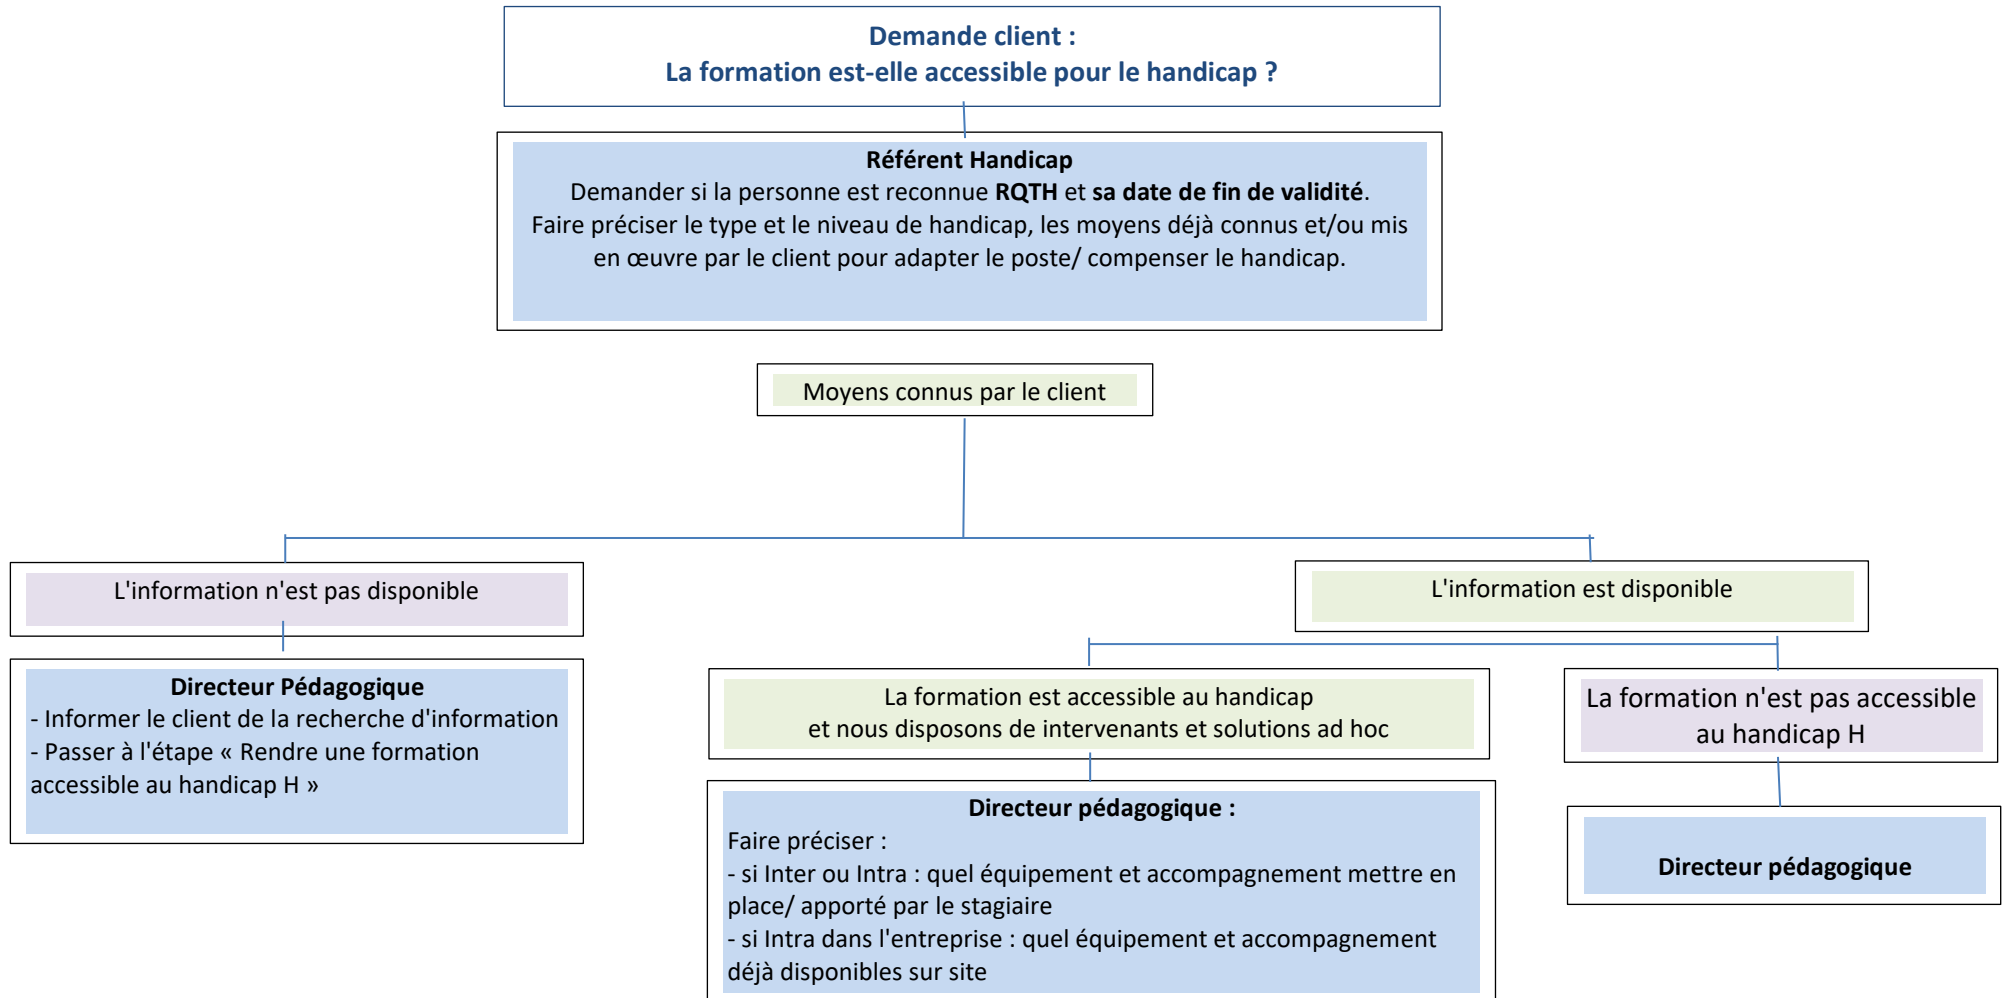 Demande client :
La formation est-elle accessible pour le handicap ?
Référent Handicap
Demander si la personne est reconnue RQTH et sa date de fin de validité.
Faire préciser le type et le niveau de handicap, les moyens déjà connus et/ou mis
en œuvre par le client pour adapter le poste/ compenser le handicap.
Moyens connus par le client
L'information n'est pas disponible
L'information est disponible
Directeur Pédagogique
- Informer le client de la recherche d'information
- Passer à l'étape « Rendre une formation
accessible au handicap H »
La formation est accessible au handicap
et nous disposons de intervenants et solutions ad hoc
La formation n'est pas accessible
au handicap H
Directeur pédagogique :
Faire préciser :
- si Inter ou Intra : quel équipement et accompagnement mettre en
place/ apporté par le stagiaire
- si Intra dans l'entreprise : quel équipement et accompagnement
déjà disponibles sur site
Directeur pédagogique